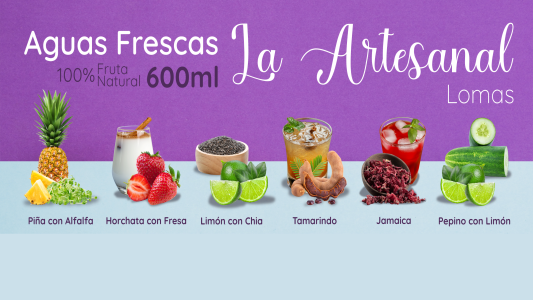 Aguas Frescas
100% Fruta Natural 600ml
La Artesanal
Lomas
Piña con Alfalfa
Horchata con Fresa
Limón con Chia
Tamarindo
Jamaica
Pepino con Limón